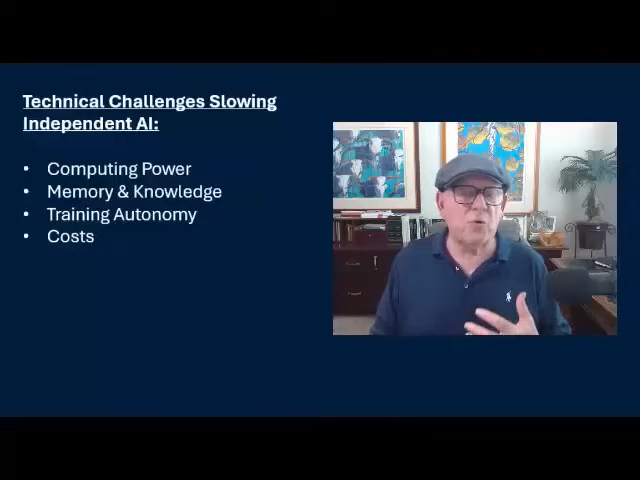 Technical Challenges Slowing
Independent AI:
• Computing Power
• Memory & Knowledge
• Training Autonomy
• Costs